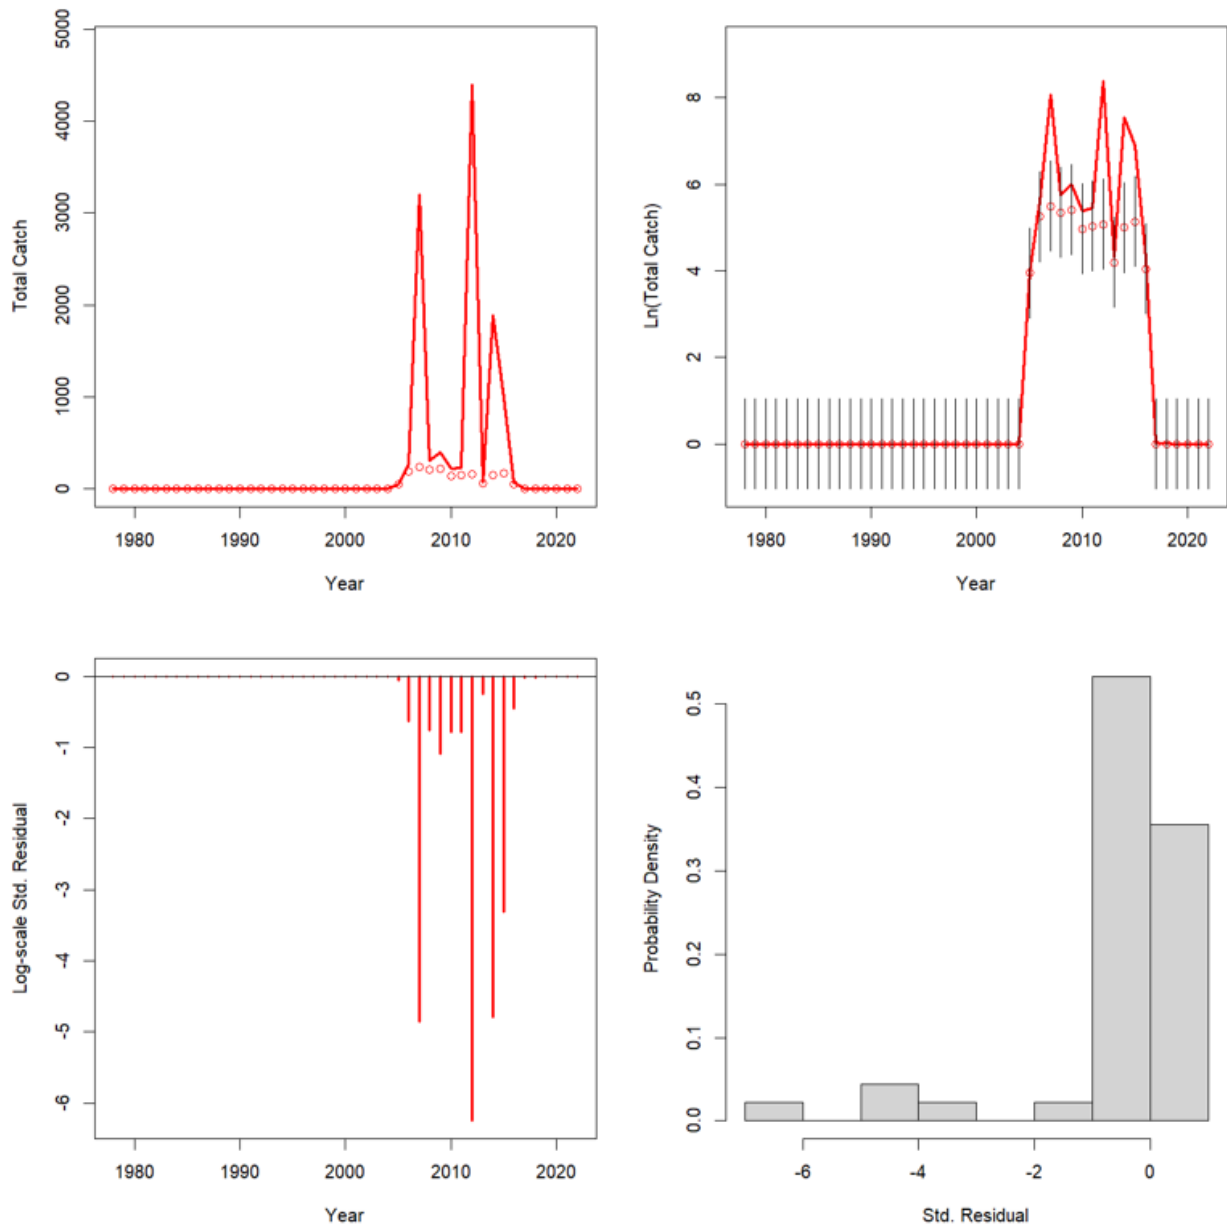 5000
4000
3000
2000
1000
0
Total Catch
1980 1990 2000 2010 2020
Year
8
6
4
2
0
Ln(Total Catch)
1980 1990 2000 2010 2020
Year
0
-1
-2
-3
-4
-5
-6
Log-scale Std. Residual
1980 1990 2000 2010 2020
Year
0.5
0.4
0.3
0.2
0.1
0.0
Probability Density
-6 -4 -2 0
Std. Residual